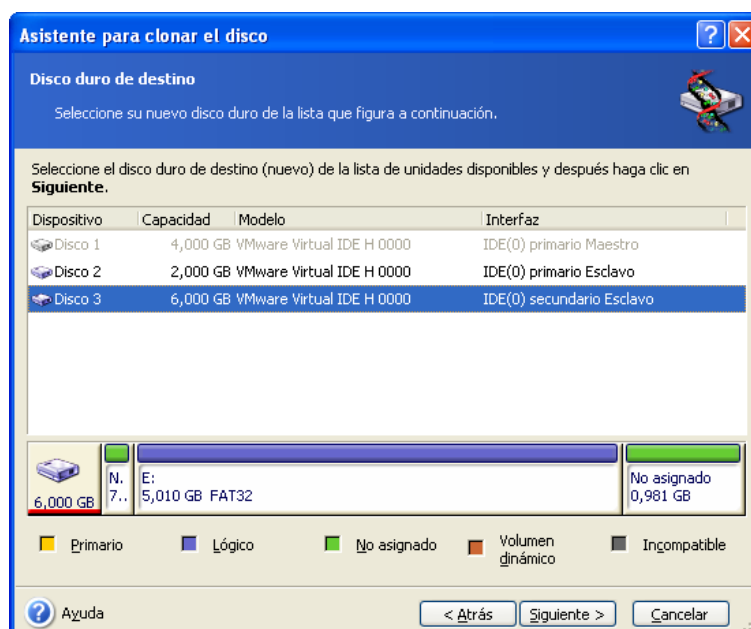 Asistente para clonar el disco
Disco duro de destino
Seleccione su nuevo disco duro de la lista que figura a continuación.
Seleccione el disco duro de destino (nuevo) de la lista de unidades disponibles y después haga clic en
Siguiente.
Dispositivo Capacidad Modelo Interfaz
Disco 1 4,000 GB VMware Virtual IDE H 0000 IDE(0) primario Maestro
Disco 2 2,000 GB VMware Virtual IDE H 0000 IDE(0) primario Esclavo
Disco 3 6,000 GB VMware Virtual IDE H 0000 IDE(0) secundario Esclavo
N. E: No asignado
6,000 GB 7.. 5,010 GB FAT32 0,981 GB
Primario Lógico No asignado Volumen dinámico Incompatible
Ayuda < Atrás Siguiente > Cancelar